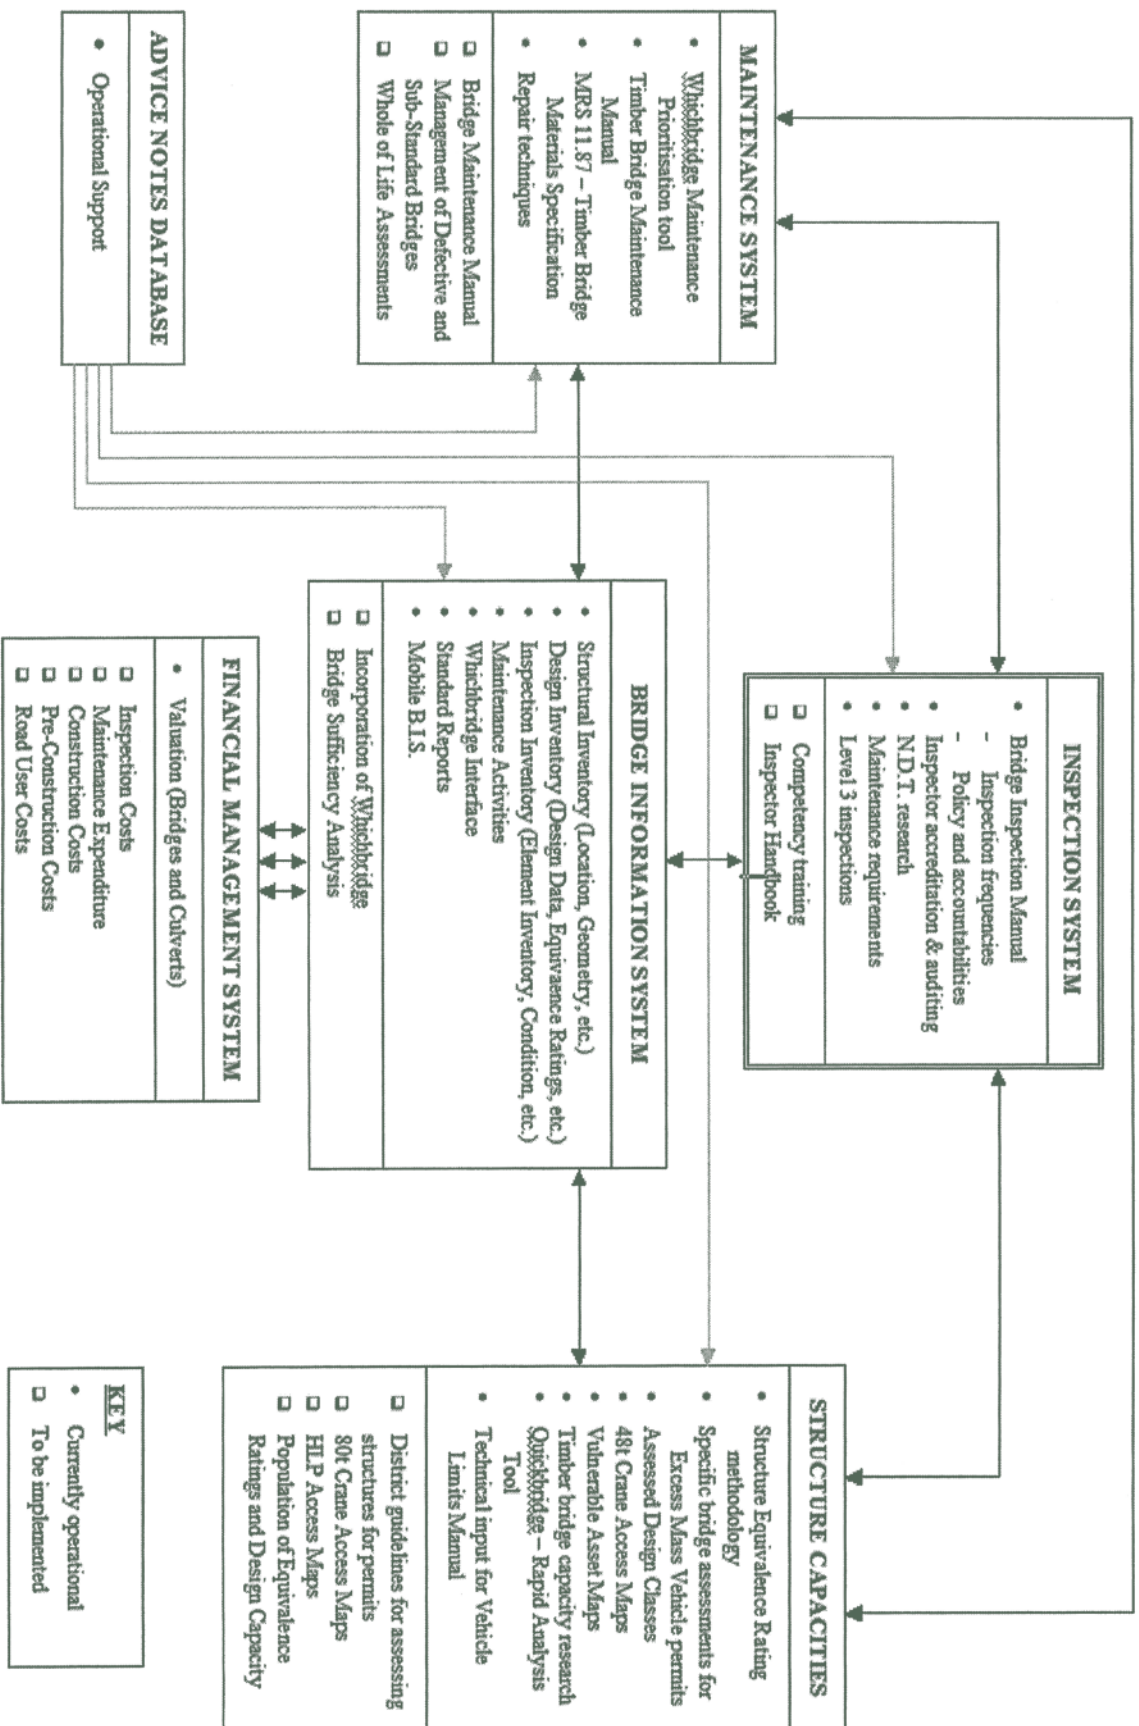 INSPECTION SYSTEM
• Bridge Inspection Manual
– Inspection frequencies
– Policy and accountabilities
• Inspector accreditation & auditing
• N.D.T. research
• Maintenance requirements
• Level 3 inspections
❑ Competency training
❑ Inspector Handbook
MAINTENANCE SYSTEM
• Whichbridge Maintenance
Prioritisation tool
• Timber Bridge Maintenance
Manual
• MRS 11.87 – Timber Bridge
Materials Specification
• Repair techniques
❑ Bridge Maintenance Manual
❑ Management of Defective and
Sub-Standard Bridges
❑ Whole of Life Assessments
BRIDGE INFORMATION SYSTEM
• Structural Inventory (Location, Geometry, etc.)
• Design Inventory (Design Data, Equivaence Ratings, etc.)
• Inspection Inventory (Element Inventory, Condition, etc.)
• Maintenance Activities
• Whichbridge Interface
• Standard Reports
• Mobile B.I.S.
❑ Incorporation of Whichbridge
❑ Bridge Sufficiency Analysis
STRUCTURE CAPACITIES
• Structure Equivalence Rating
methodology
• Specific bridge assessments for
Excess Mass Vehicle permits
• Assessed Design Classes
• 48t Crane Access Maps
• Vulnerable Asset Maps
• Timber bridge capacity research
• Quickbridge – Rapid Analysis
Tool
• Technical input for Vehicle
Limits Manual
❑ District guidelines for assessing
structures for permits
❑ 80t Crane Access Maps
❑ HLP Access Maps
❑ Population of Equivalence
Ratings and Design Capacity
ADVICE NOTES DATABASE
• Operational Support
FINANCIAL MANAGEMENT SYSTEM
• Valuation (Bridges and Culverts)
❑ Inspection Costs
❑ Maintenance Expenditure
❑ Construction Costs
❑ Pre-Construction Costs
❑ Road User Costs
KEY
• Currently operational
❑ To be implemented